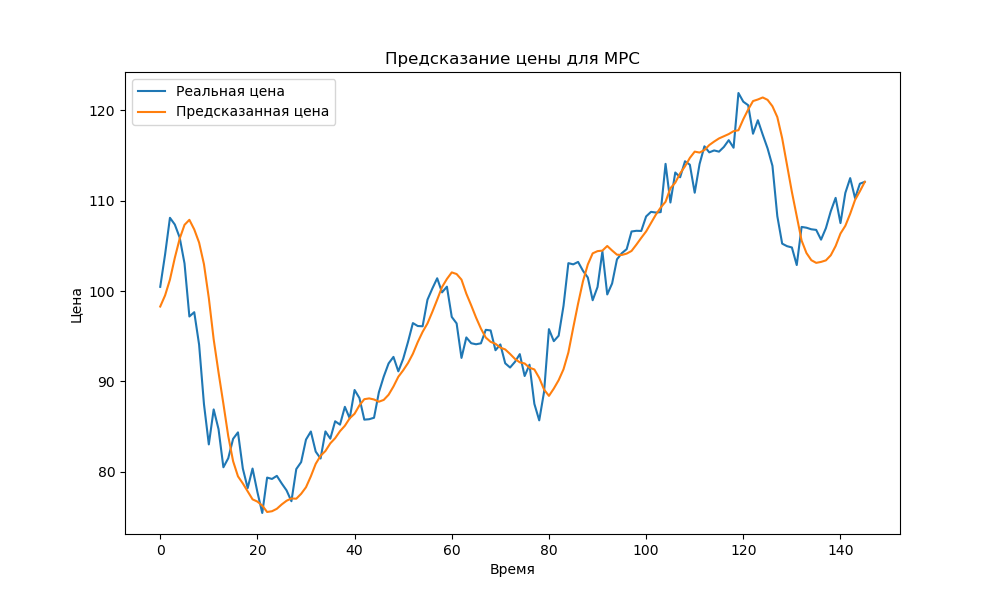 Предсказание цены для MPC
Реальная цена
Предсказанная цена
Цена
120
110
100
90
80
0 20 40 60 80 100 120 140
Время